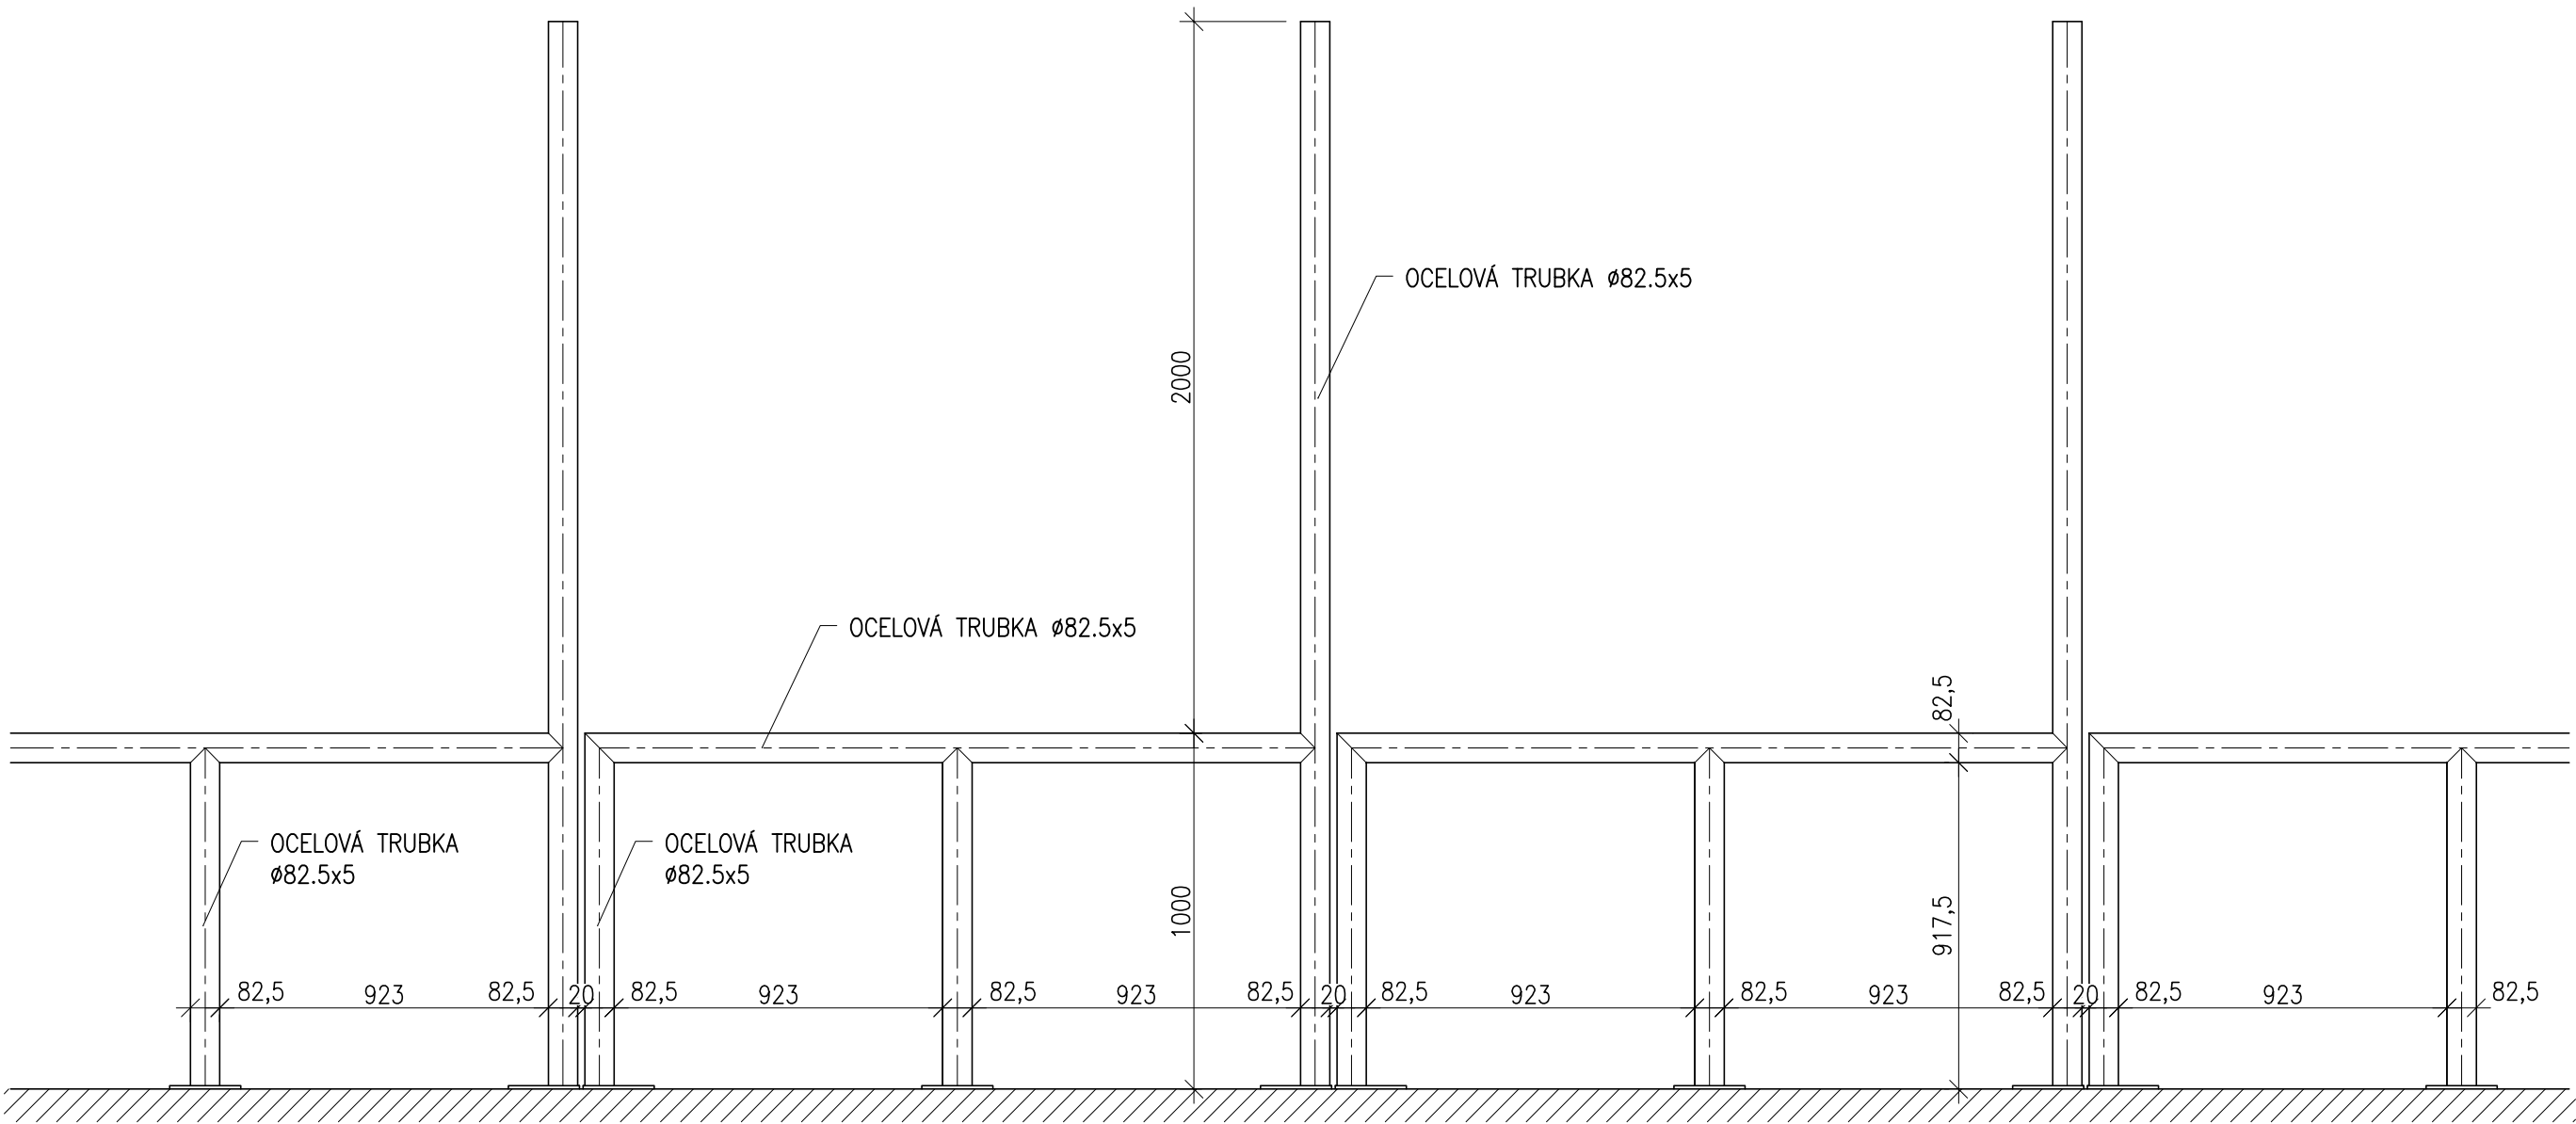 OCELOVÁ TRUBKA ø82.5x5
2000
OCELOVÁ TRUBKA ø82.5x5
82,5
OCELOVÁ TRUBKA
ø82.5x5
OCELOVÁ TRUBKA
ø82.5x5
1000
917,5
82,5 923 82,5 20 82,5 923 82,5 923 82,5 20 82,5 923 82,5 923 82,5 20 82,5 923 82,5